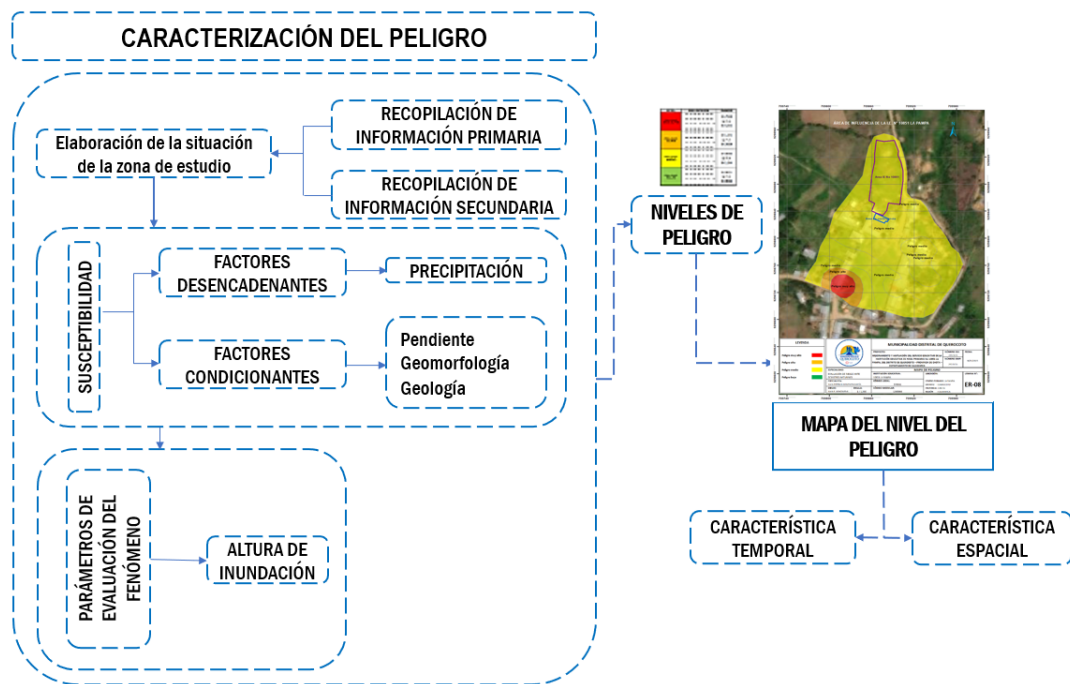 CARACTERIZACIÓN DEL PELIGRO
Elaboración de la situación
de la zona de estudio
RECOPILACIÓN DE
INFORMACIÓN PRIMARIA
RECOPILACIÓN DE
INFORMACIÓN SECUNDARIA
SUSCEPTIBILIDAD
FACTORES
DESENCADENANTES
PRECIPITACIÓN
FACTORES
CONDICIONANTES
Pendiente
Geomorfología
Geología
PARÁMETROS DE
EVALUACIÓN DEL
FENÓMENO
ALTURA DE
INUNDACIÓN
NIVELES DE
PELIGRO
MUNICIPALIDAD DISTRITAL DE QUEROCOTO
ER-08
MAPA DEL NIVEL DEL
PELIGRO
CARACTERÍSTICA
TEMPORAL
CARACTERÍSTICA
ESPACIAL